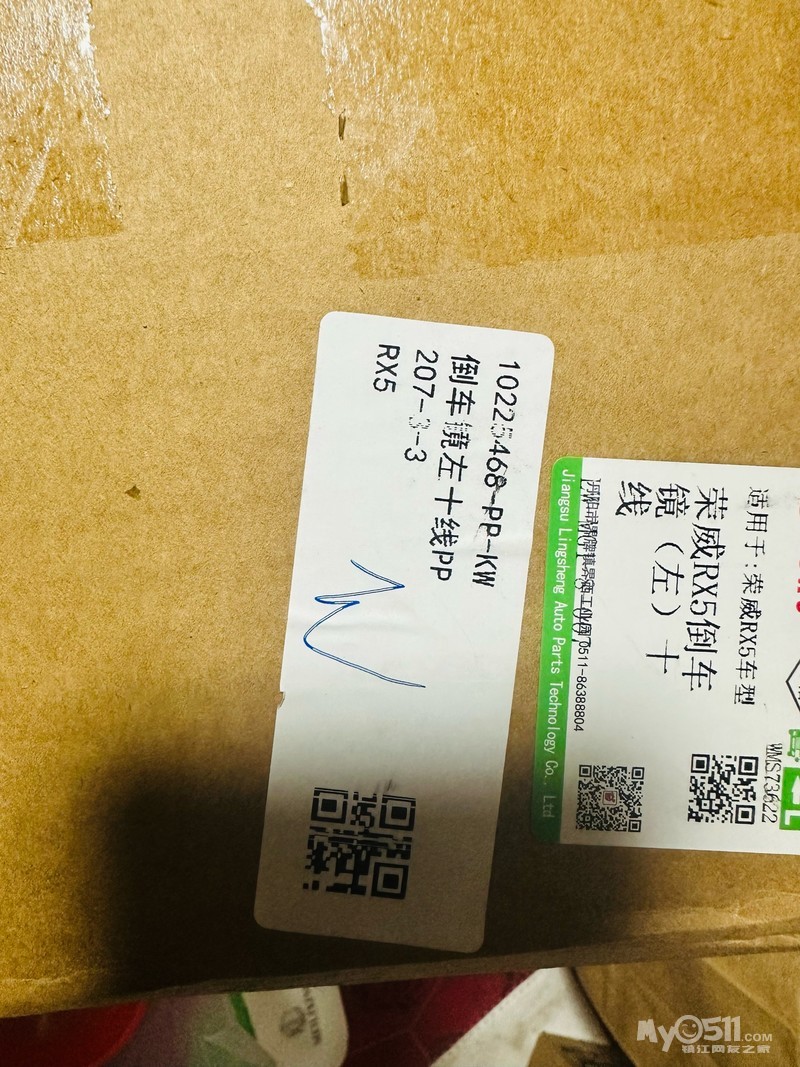 10225468-PP-KW
倒车镜左十线PP
207-3-3
RX5
适用于：荣威RX5车型
荣威RX5倒车
镜（左）十
线
0511-86388804
Jiangsu Lingsheng Auto Parts Technology Co., Ltd
WMS73622
My0511.COM
镇江网友之家